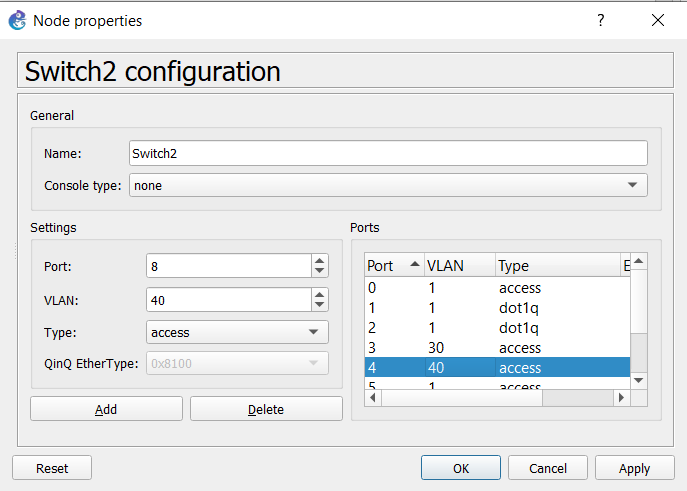 Node properties
Switch2 configuration
General
Name: Switch2
Console type: none
Settings
Port: 8
VLAN: 40
Type: access
QinQ EtherType: 0x8100
Add Delete
Ports
Port VLAN Type E
0 1 access
1 1 dot1q
2 1 dot1q
3 30 access
4 40 access
5 1 access
Reset OK Cancel Apply